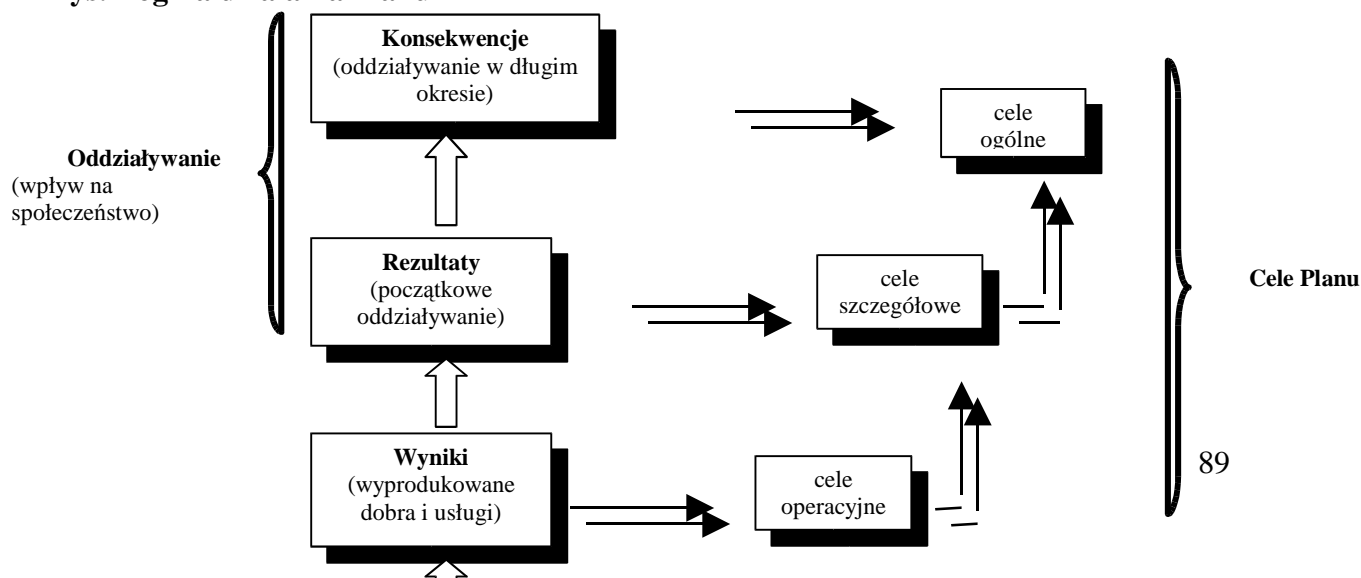 Konsekwencje
(oddziaływanie w długim
okresie)
cele
ogólne
Oddziaływanie
(wpływ na
społeczeństwo)
Rezultaty
(początkowe
oddziaływanie)
cele
szczegółowe
Cele Planu
Wyniki
(wyprodukowane
dobra i usługi)
cele
operacyjne
89